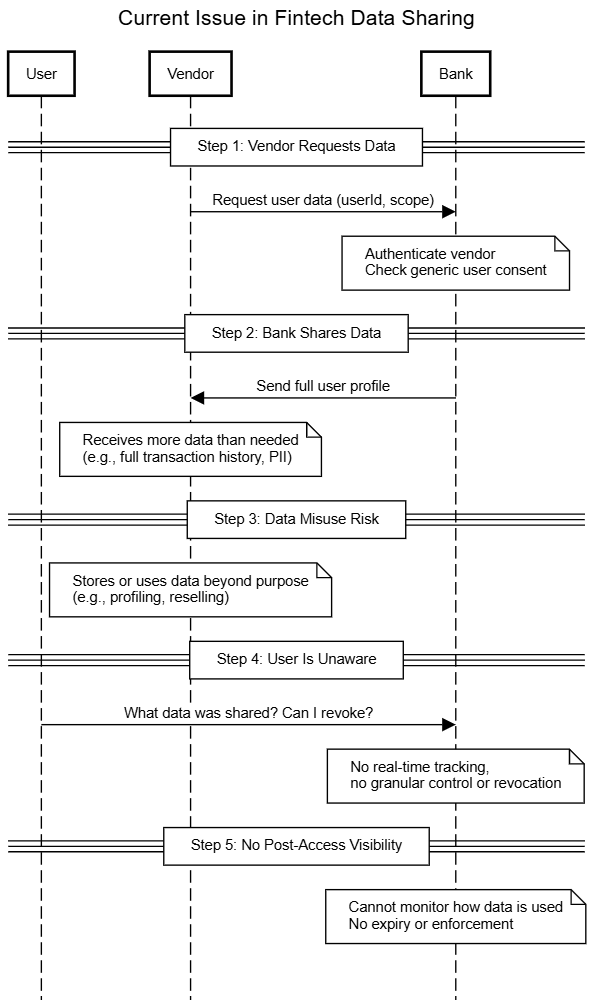 Current Issue in Fintech Data Sharing
User
Vendor
Bank
Step 1: Vendor Requests Data
Request user data (userId, scope)
Authenticate vendor
Check generic user consent
Step 2: Bank Shares Data
Send full user profile
Receives more data than needed
(e.g., full transaction history, PII)
Step 3: Data Misuse Risk
Stores or uses data beyond purpose
(e.g., profiling, reselling)
Step 4: User Is Unaware
What data was shared? Can I revoke?
No real-time tracking,
no granular control or revocation
Step 5: No Post-Access Visibility
Cannot monitor how data is used
No expiry or enforcement